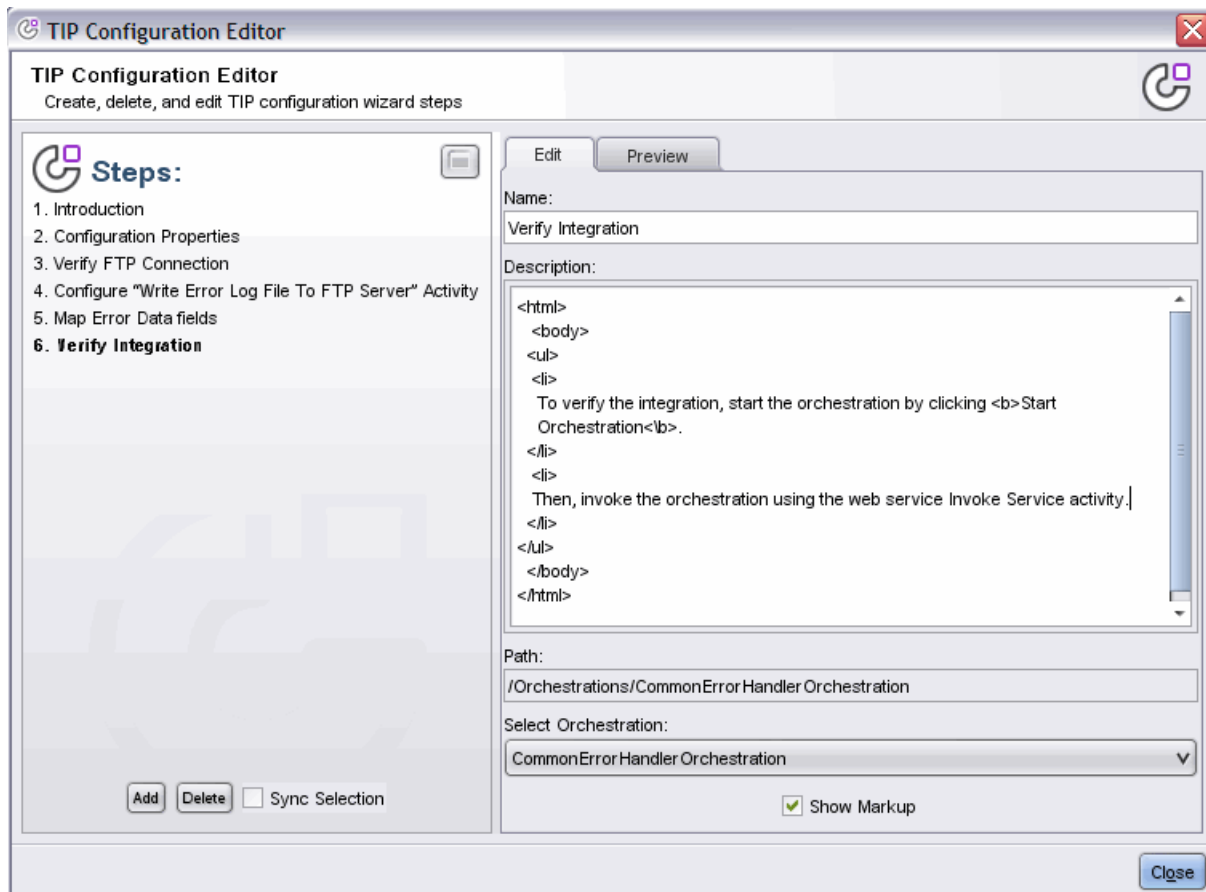 TIP Configuration Editor
TIP Configuration Editor
Create, delete, and edit TIP configuration wizard steps
Steps:
1. Introduction
2. Configuration Properties
3. Verify FTP Connection
4. Configure "Write Error Log File To FTP Server" Activity
5. Map Error Data fields
6. Verify Integration
Add Delete Sync Selection
Edit Preview
Name:
Verify Integration
Description:
<html>
<body>
<ul>
<li>
To verify the integration, start the orchestration by clicking <b>Start
Orchestration<\b>.
</li>
<li>
Then, invoke the orchestration using the web service Invoke Service activity.
</li>
</ul>
</body>
</html>
Path:
/Orchestrations/CommonErrorHandlerOrchestration
Select Orchestration:
CommonErrorHandlerOrchestration
Show Markup
Close